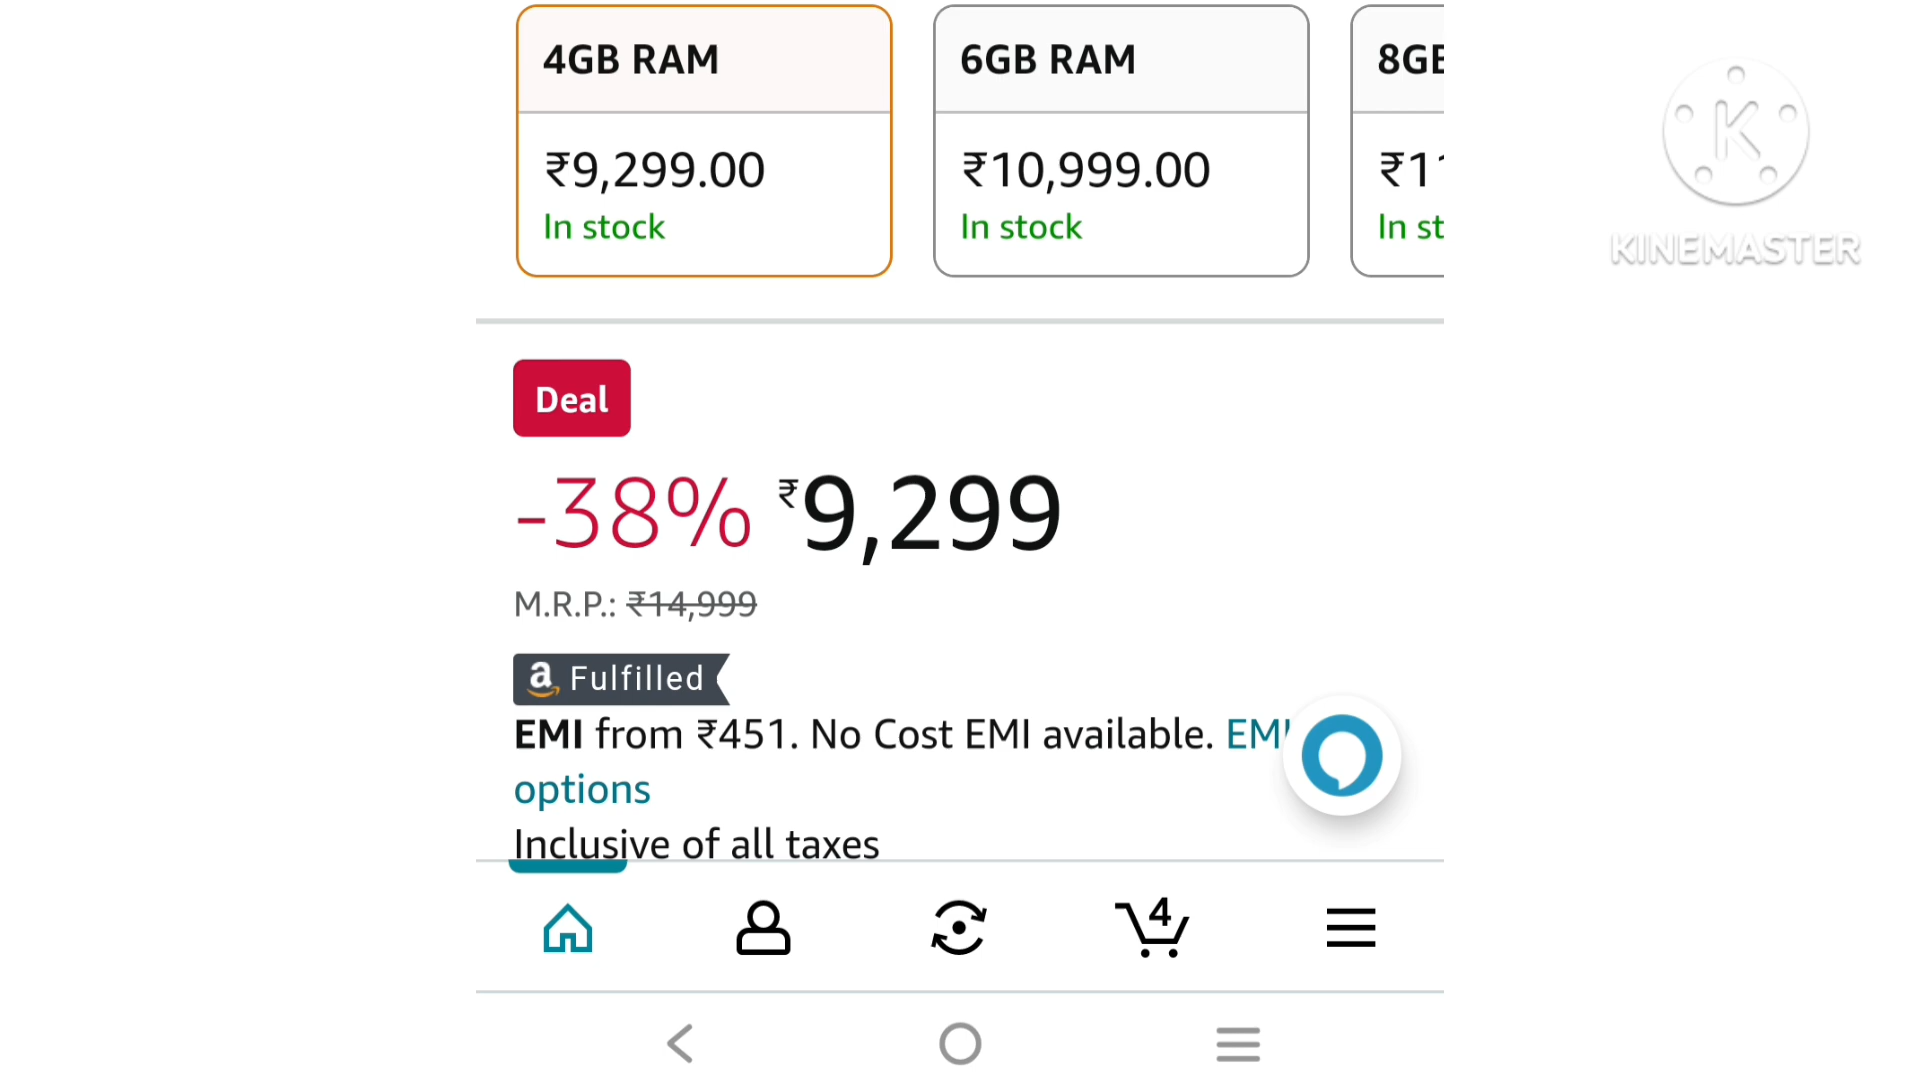 4GB RAM
₹9,299.00
In stock
6GB RAM
₹10,999.00
In stock
Deal
-38% ₹9,299
M.R.P.: ₹14,999
a Fulfilled
EMI from ₹451. No Cost EMI available. EMI
options
Inclusive of all taxes
4
K
KINEMASTER